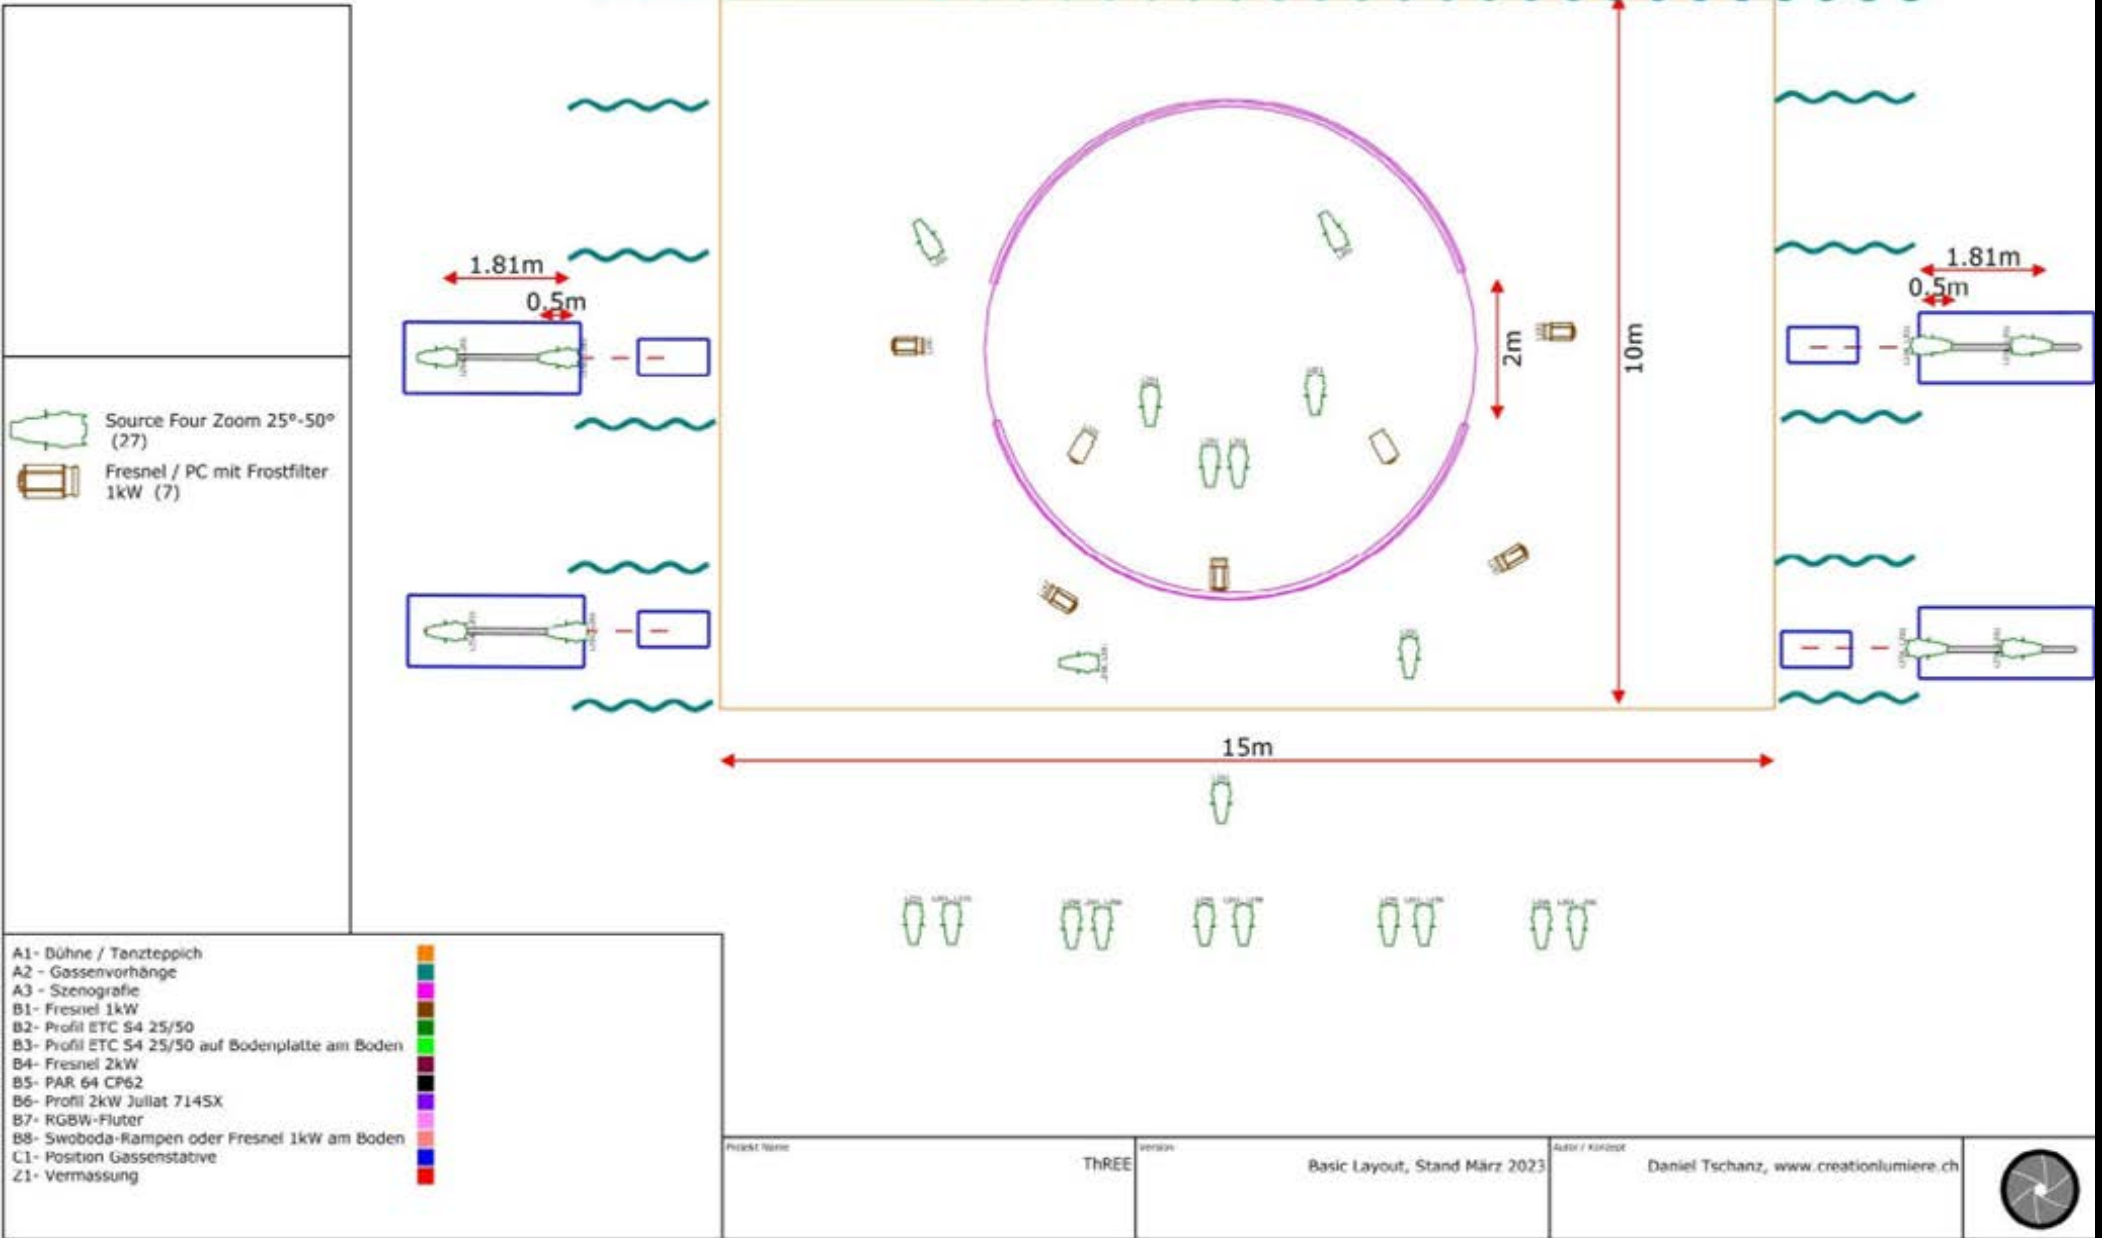 1.81m
0.5m
1.81m
0.5m
2m
10m
15m
Source Four Zoom 25°-50°
(27)
Fresnel / PC mit Frostfilter
1kW (7)
A1- Bühne / Tanzteppich
A2 - Gassenvorhänge
A3 - Szenografie
B1- Fresnel 1kW
B2- Profil ETC S4 25/50
B3- Profil ETC S4 25/50 auf Bodenplatte am Boden
B4- Fresnel 2kW
B5- PAR 64 CP62
B6- Profil 2kW Juliat 714SX
B7- RGBW-Fluter
B8- Swoboda-Rampen oder Fresnel 1kW am Boden
C1- Position Gassenstative
Z1- Vermassung
Projekt Name
ThREE
Version
Basic Layout, Stand März 2023
Autor / Konzept
Daniel Tschanz, www.creationlumiere.ch